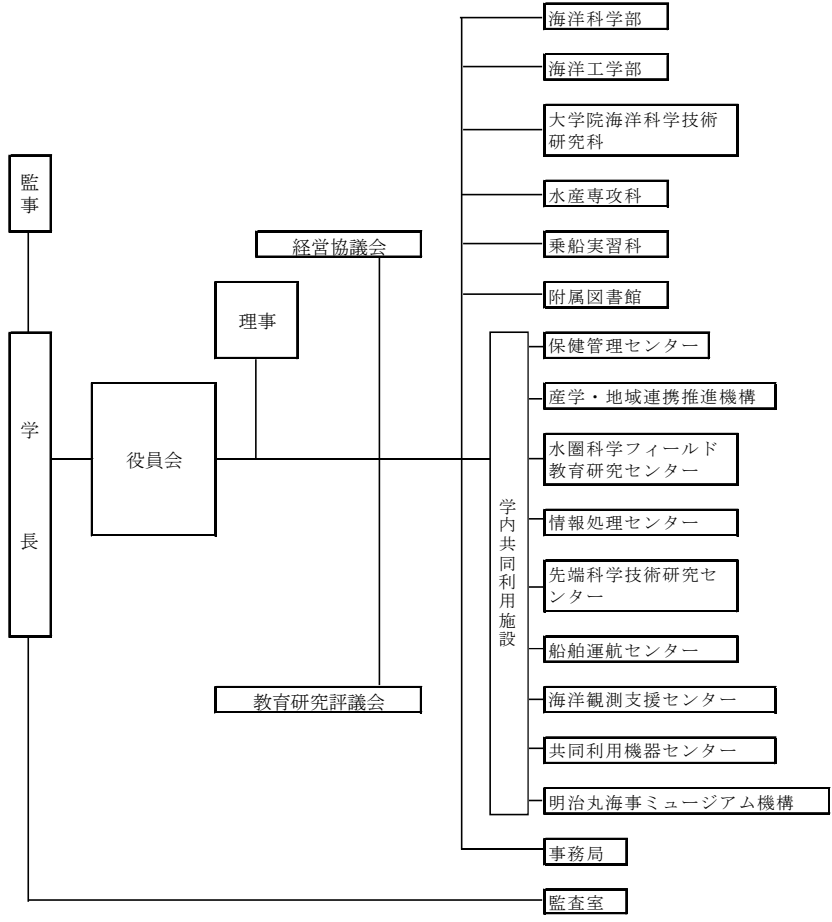 海洋科学部
海洋工学部
大学院海洋科学技術
研究科
監事
水産専攻科
経営協議会
乗船実習科
理事
附属図書館
学長
役員会
学内共同利用施設
保健管理センター
産学・地域連携推進機構
水圏科学フィールド
教育研究センター
情報処理センター
先端科学技術研究セ
ンター
船舶運航センター
教育研究評議会
海洋観測支援センター
共同利用機器センター
明治丸海事ミュージアム機構
事務局
監査室